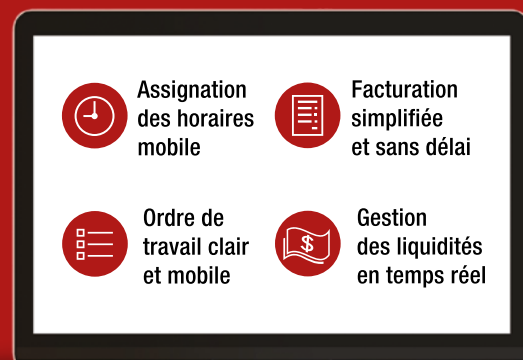 Assignation
des horaires
mobile
Facturation
simplifiée
et sans délai
Ordre de
travail clair
et mobile
$
Gestion
des liquidités
en temps réel